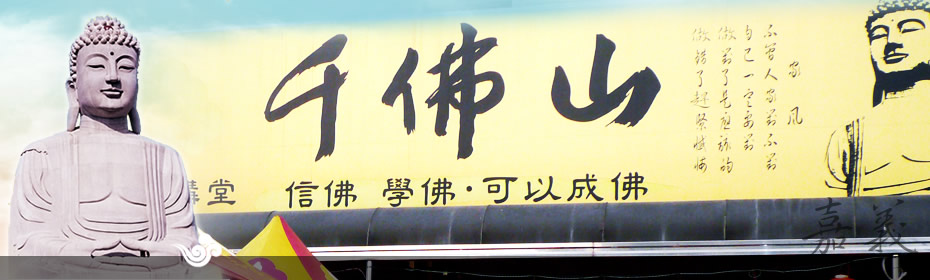 千佛山
家風
不管人家對不對
自己一定要對
做對了是應該的
做錯了趕緊懺悔
講堂
信佛 學佛·可以成佛
嘉義